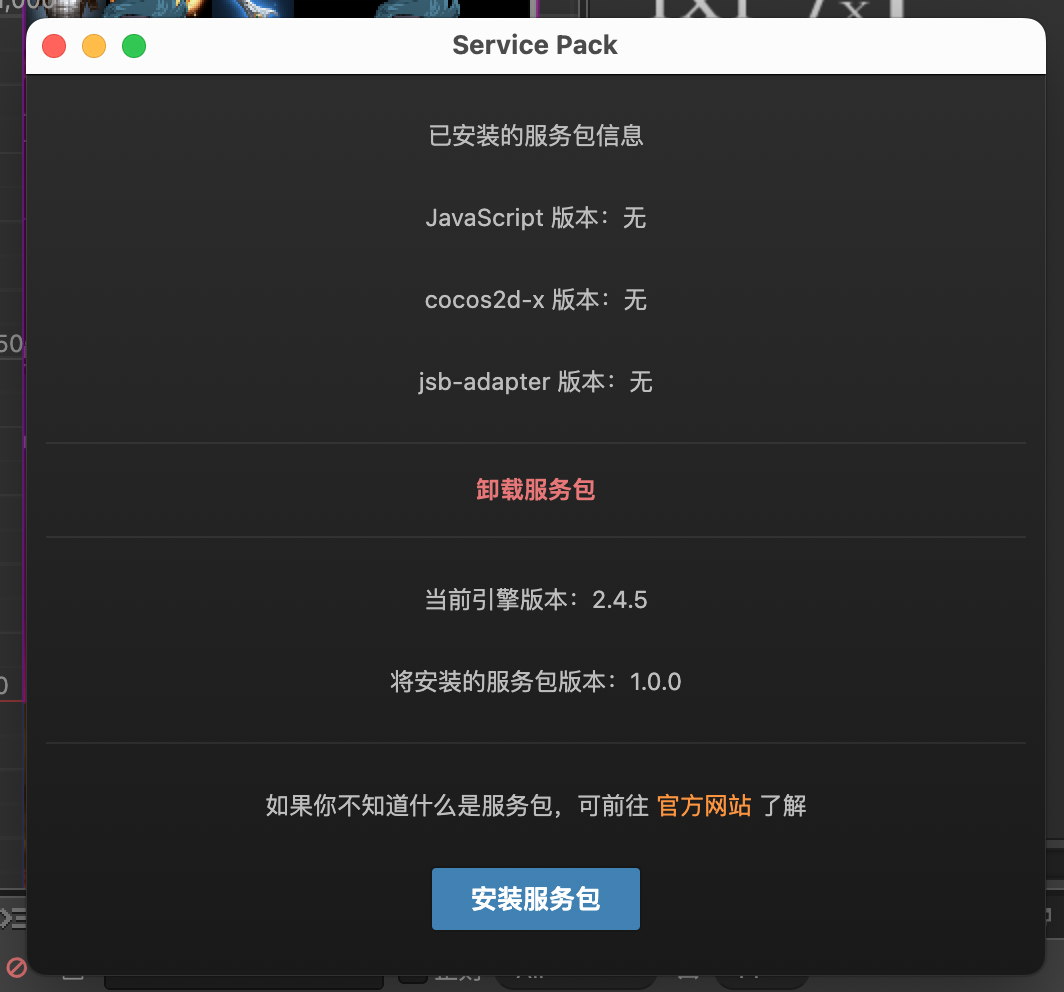 Service Pack
已安装的服务包信息
JavaScript 版本：无
cocos2d-x 版本：无
jsb-adapter 版本：无
卸载服务包
当前引擎版本：2.4.5
将安装的服务包版本：1.0.0
如果你不知道什么是服务包，可前往 官方网站 了解
安装服务包